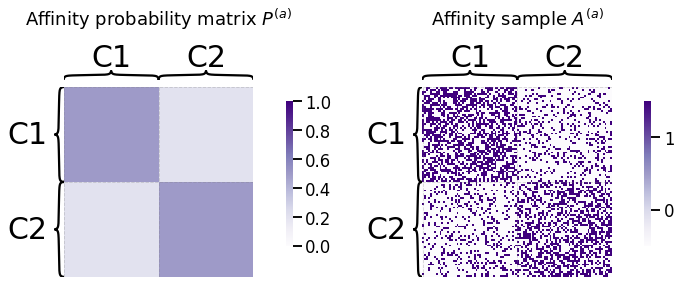 Affinity probability matrix P^(a)
C1 C2
C1
C2
1.0
0.8
0.6
0.4
0.2
0.0
Affinity sample A^(a)
C1 C2
C1
C2
1
0